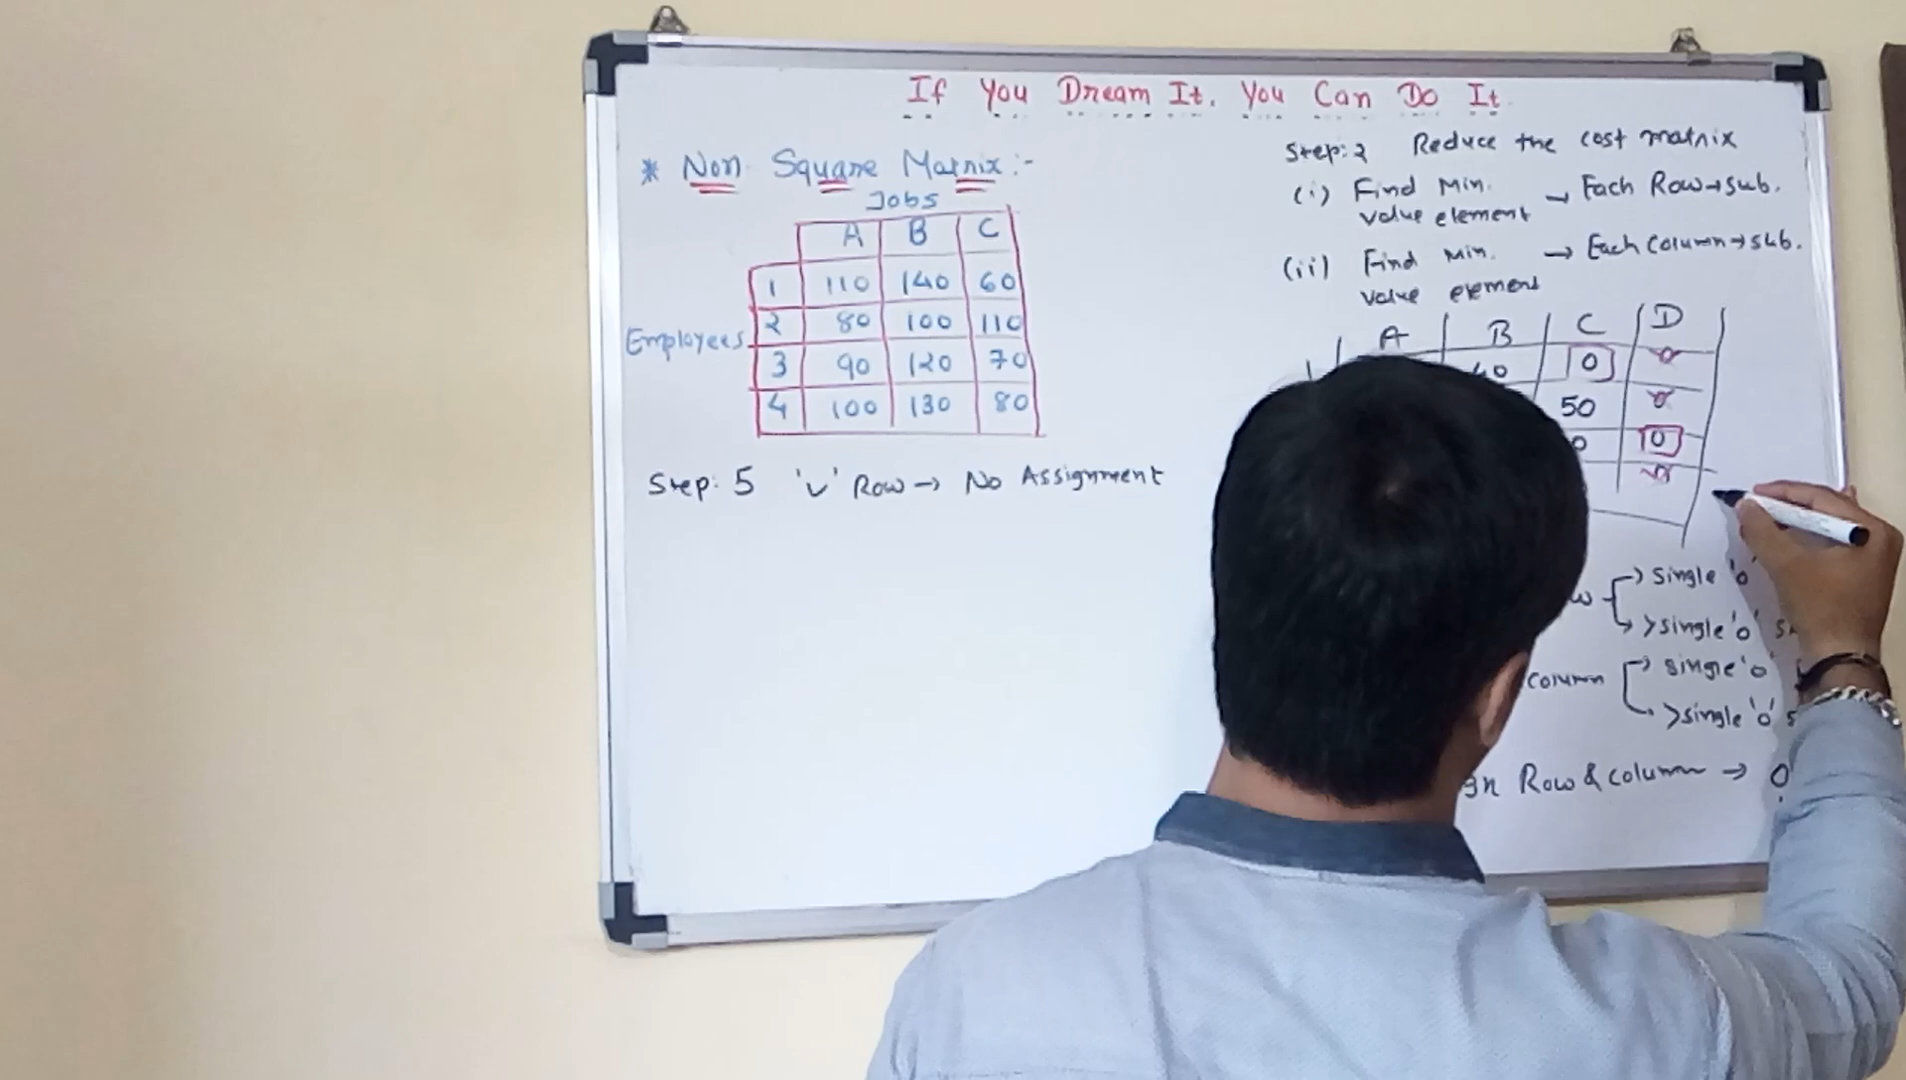 If You Dream It, You Can Do It
* Non Square Matrix :-
Jobs
A B C
1 110 140 60
Employees 2 80 100 110
3 90 120 70
4 100 130 80
Step: 5 '✓' Row → No Assignment
Step: 2 Reduce the cost matrix
(i) Find Min. → Each Row → Sub.
value element
(ii) Find Min. → Each Column → Sub.
value element
A B C D
40 0 0
50 0
0 0
0
→ Single '0'
→ >Single '0'
Column → Single '0'
→ >Single '0' S
Row & Column → 0